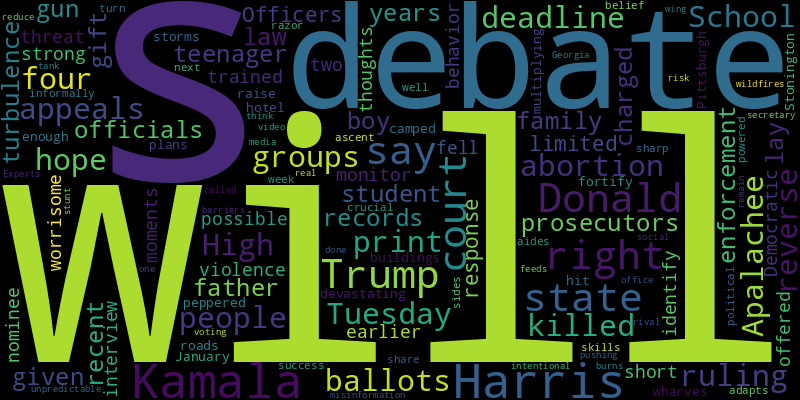 gun
threat
strong
four
appeals
officials
hope
reduce
turn
gift
storms
razor
teenager
trained
law
next
tank
informally
enough
plans
raise
hotel
Officers
years
two
thoughts
think
video
media
groups
week
real
S
debate
deadline
belief
wing
School
behavior
well
multiplying
Georgia
risk
wildfires
Pittsburgh
Stonington
secretary
turbulence
boy
camped
ascent
say
fell
family
limited
charged
sharp
abortion
fortify
powered
enforcement
lay
monitor
student
court
Donald
prosecutors
Democratic
reverse
Experts
will
worrisome
stunt
moments
called
barriers
possible
High
violence
father
peppered
people
voting
roads
January
one
crucial
records
print
done
buildings
Trump
devastating
Tuesday
earlier
response
sides
aides
feeds
right
social
hit
office
state
rival
killed
identify
political
remain
Apalachee
offered
nominee
recent
interview
given
unpredictable
success
Kamala
share
ballots
misinformation
Harris
skills
pushing
intentional
burns
short
ruling
wharves
adapts